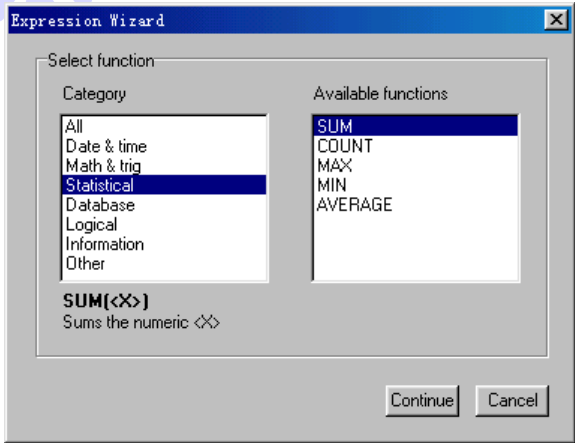 Expression Wizard
Select function
Category
All
Date & time
Math & trig
Statistical
Database
Logical
Information
Other
Available functions
SUM
COUNT
MAX
MIN
AVERAGE
SUM(<X>)
Sums the numeric <X>
Continue
Cancel